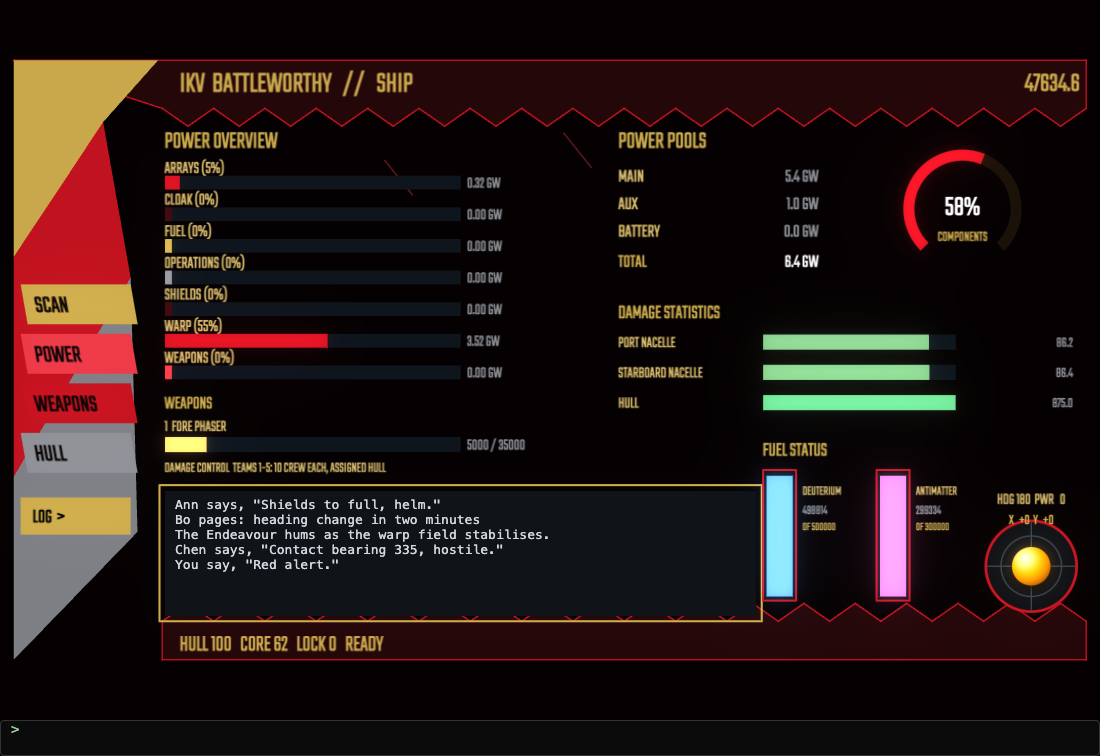 IKV BATTLEWORTHY // SHIP
47634.6
SCAN
POWER
WEAPONS
HULL
LOG >
POWER OVERVIEW
ARRAYS (5%)
0.32 GW
CLOAK (0%)
0.00 GW
FUEL (0%)
0.00 GW
OPERATIONS (0%)
0.00 GW
SHIELDS (0%)
0.00 GW
WARP (55%)
3.52 GW
WEAPONS (0%)
0.00 GW
WEAPONS
1 FORE PHASER
5000 / 35000
DAMAGE CONTROL TEAMS 1-5: 10 CREW EACH, ASSIGNED HULL
POWER POOLS
MAIN 5.4 GW
AUX 1.0 GW
BATTERY 0.0 GW
TOTAL 6.4 GW
58%
COMPONENTS
DAMAGE STATISTICS
PORT NACELLE 86.2
STARBOARD NACELLE 86.4
HULL 875.0
FUEL STATUS
DEUTERIUM
OF 500000
ANTIMATTER
299334
OF 300000
HDG 180 PWR 0
X +0 Y +0
Ann says, "Shields to full, helm."
Bo pages: heading change in two minutes
The Endeavour hums as the warp field stabilises.
Chen says, "Contact bearing 335, hostile."
You say, "Red alert."
HULL 100 CORE 62 LOCK 0 READY
>